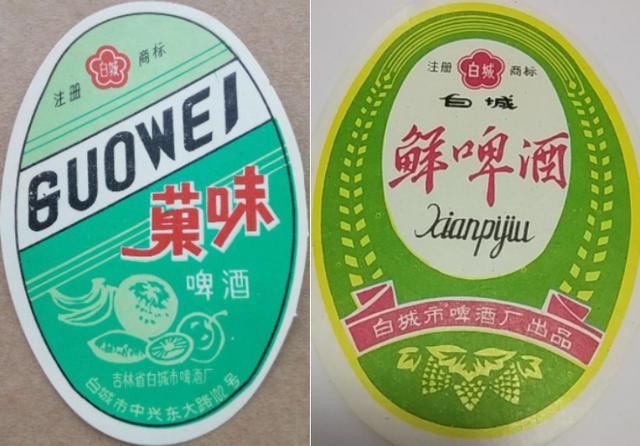 注册 白城 商标
GUOWEI
菓味
啤酒
吉林省白城市啤酒厂
白城市中兴东大路102号
注册 白城 商标
白城
鲜啤酒
Xianpijiu
白城市啤酒厂出品